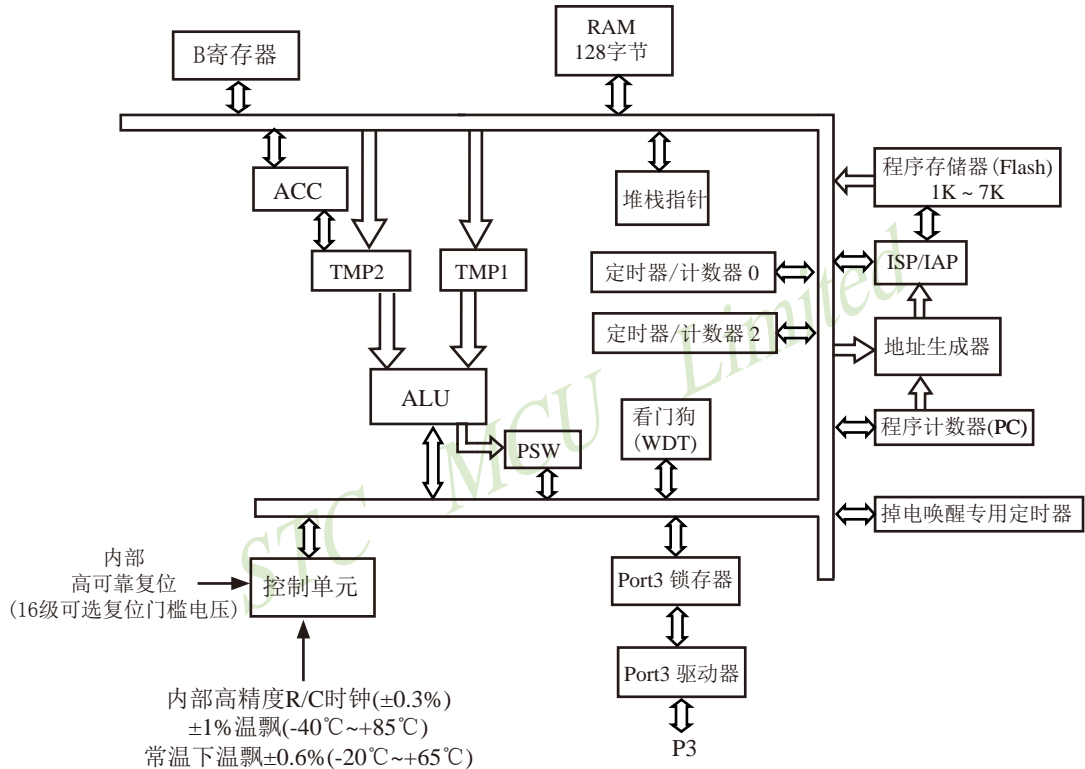 B寄存器
RAM
128字节
ACC
堆栈指针
程序存储器(Flash)
1K ~ 7K
TMP2
TMP1
定时器/计数器 0
ISP/IAP
定时器/计数器 2
地址生成器
ALU
看门狗
(WDT)
程序计数器(PC)
PSW
掉电唤醒专用定时器
内部
高可靠复位
(16级可选复位门槛电压)
控制单元
Port3 锁存器
Port3 驱动器
内部高精度R/C时钟(±0.3%)
±1%温飘(-40℃~+85℃)
常温下温飘±0.6%(-20℃~+65℃)
P3
STC MCU Limited